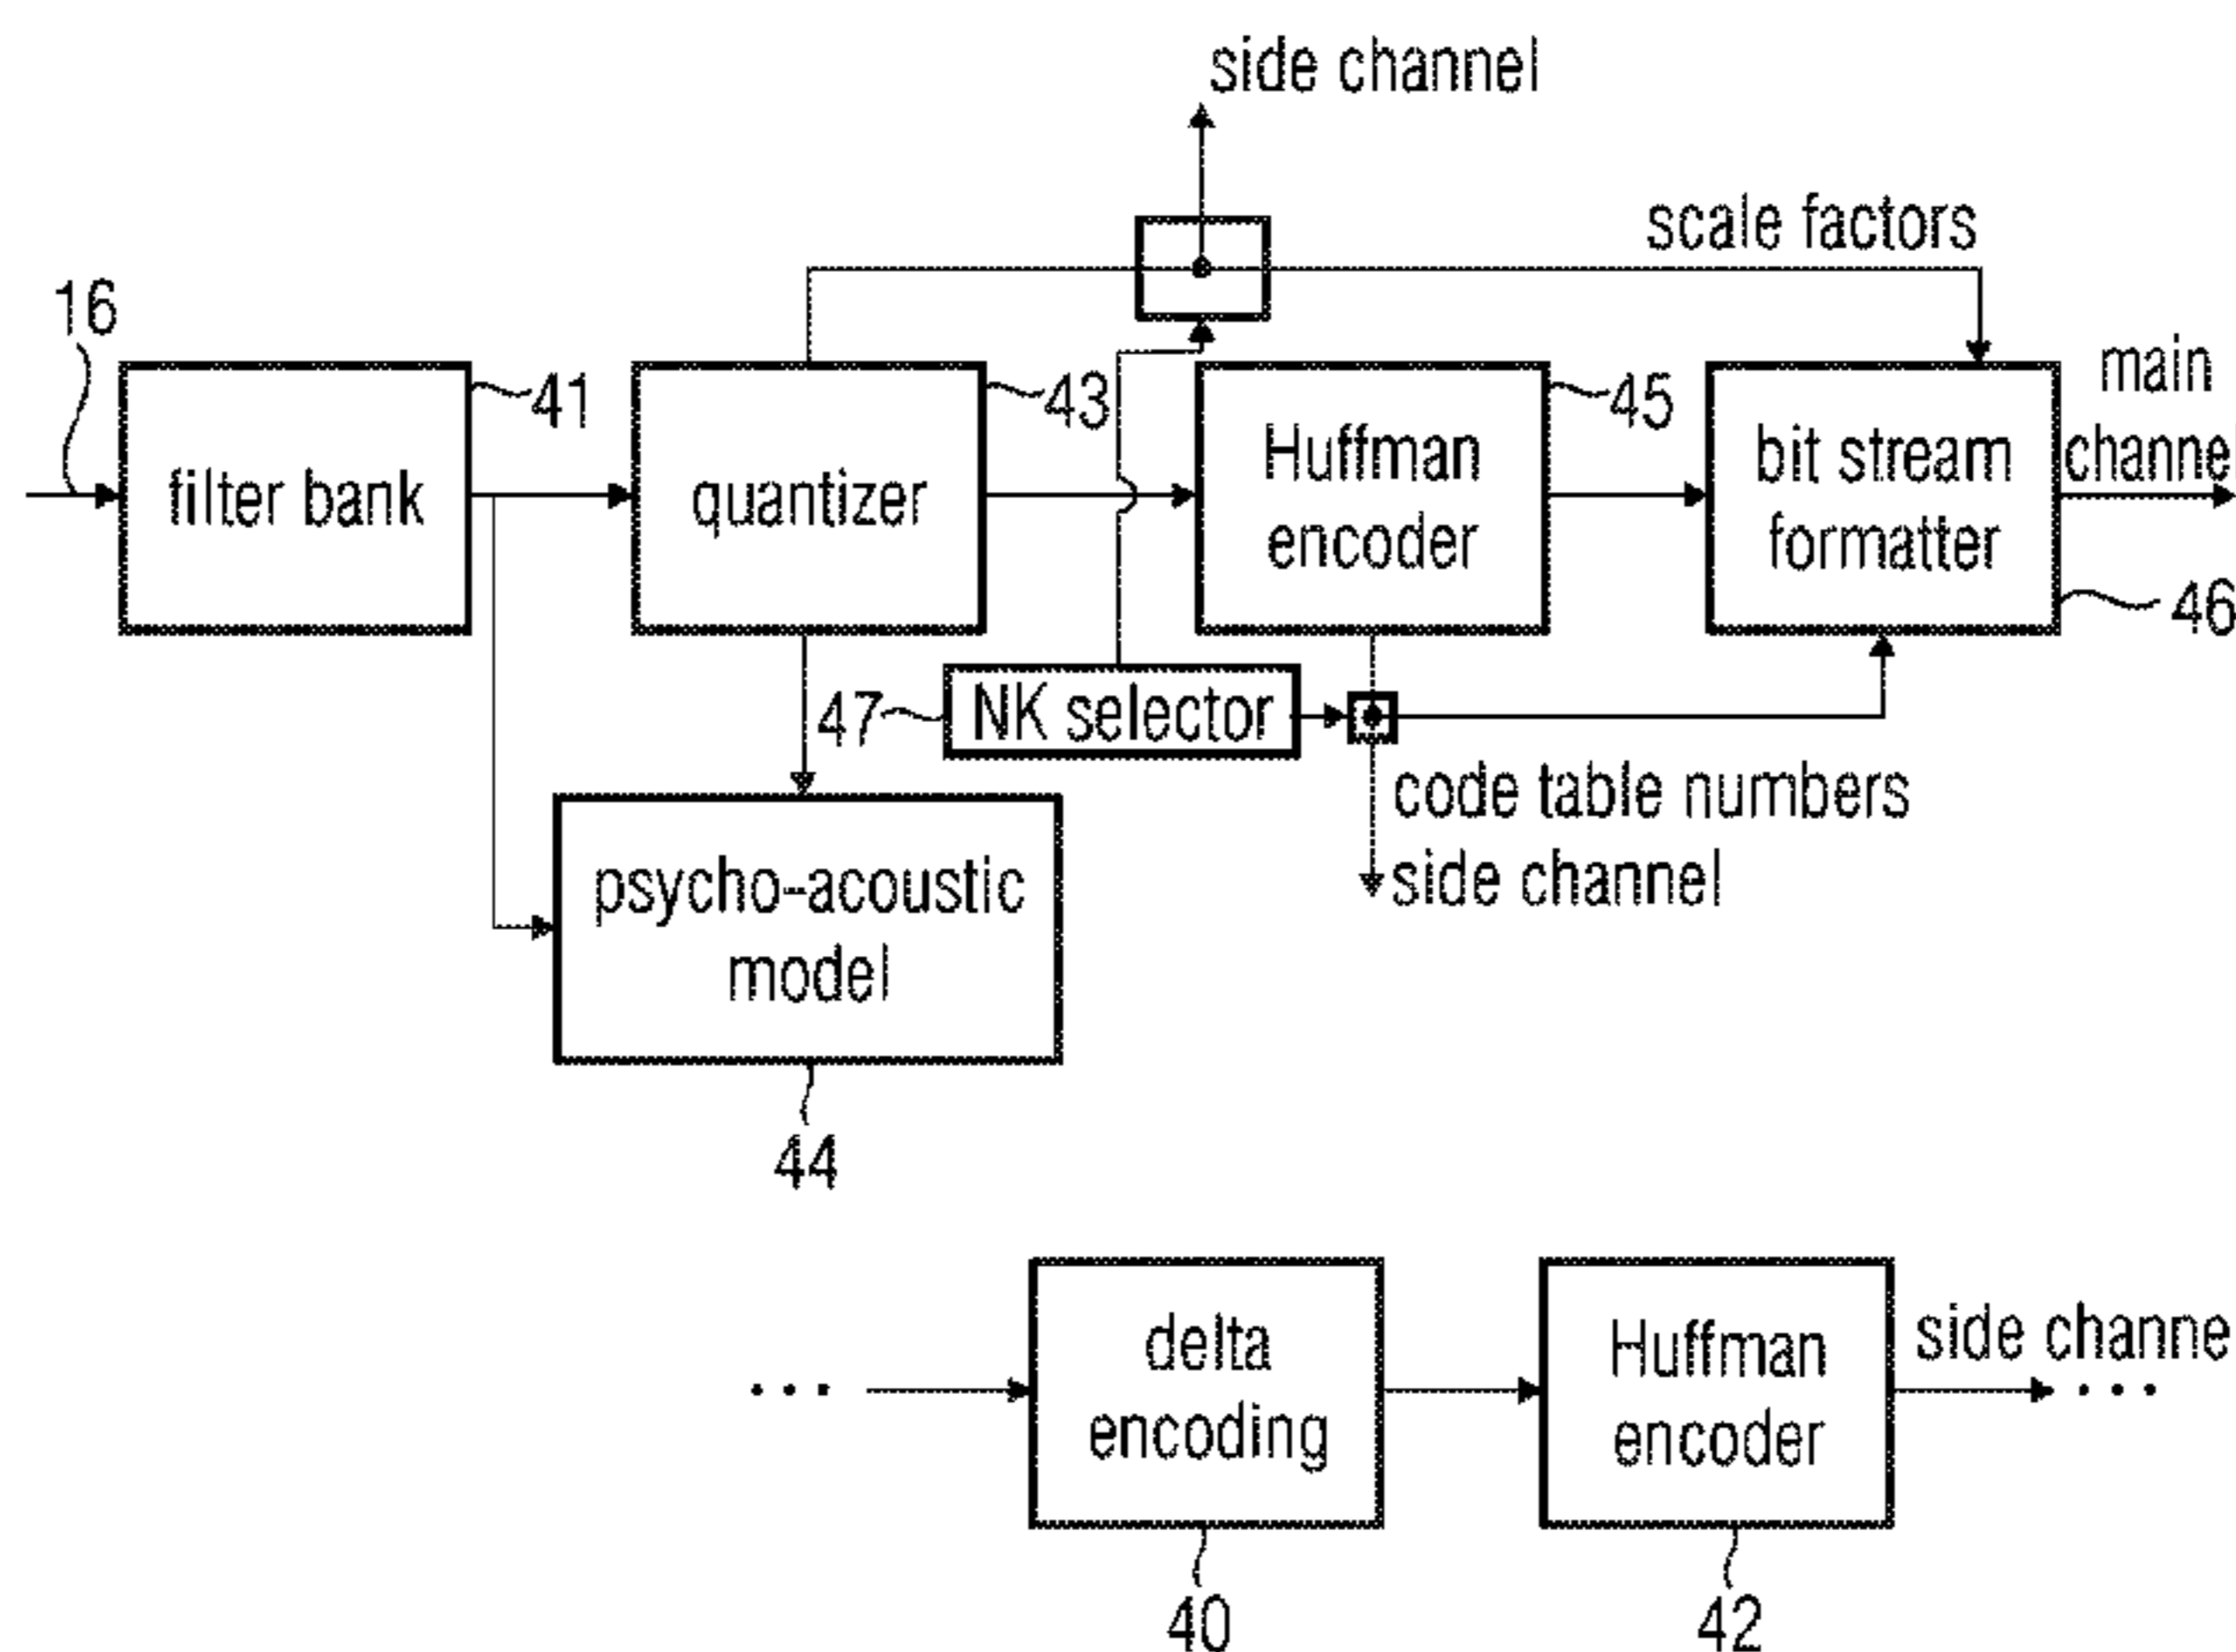 side channel
scale factors
16
41
43
45
main
channel
filter bank
quantizer
Huffman
encoder
bit stream
formatter
46
47
NK selector
code table numbers
side channel
psycho-acoustic
model
44
delta
encoding
Huffman
encoder
side channe
40
42